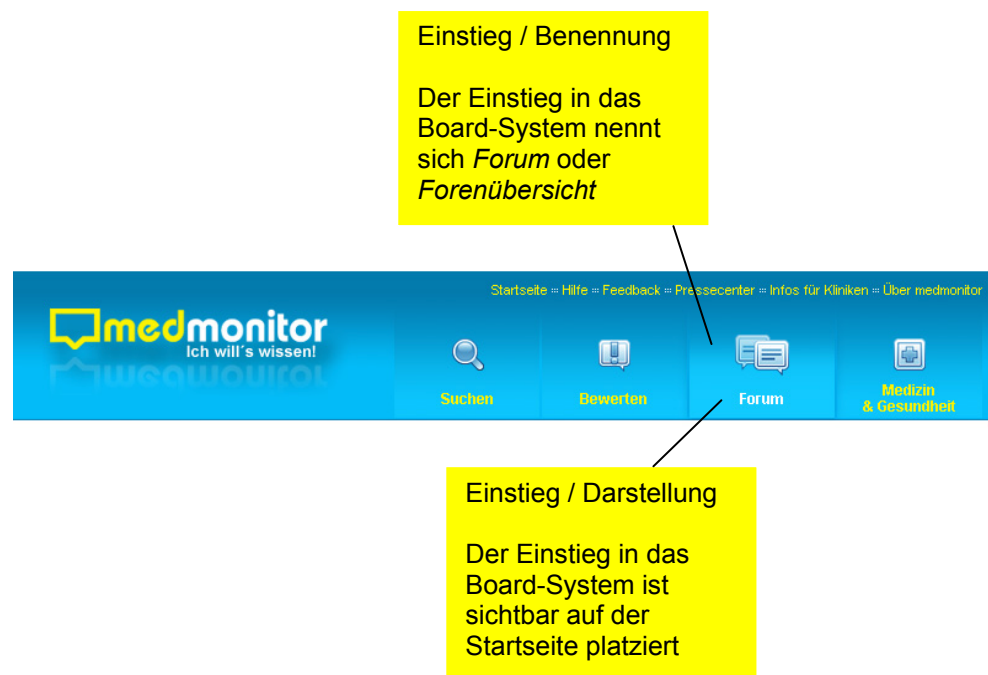 Einstieg / Benennung
Der Einstieg in das
Board-System nennt
sich Forum oder
Forenübersicht
Startseite :: Hilfe :: Feedback :: Pressecenter :: Infos für Kliniken :: Über medmonitor
medmonitor
Ich will´s wissen!
Suchen
Bewerten
Forum
Medizin
& Gesundheit
Einstieg / Darstellung
Der Einstieg in das
Board-System ist
sichtbar auf der
Startseite platziert